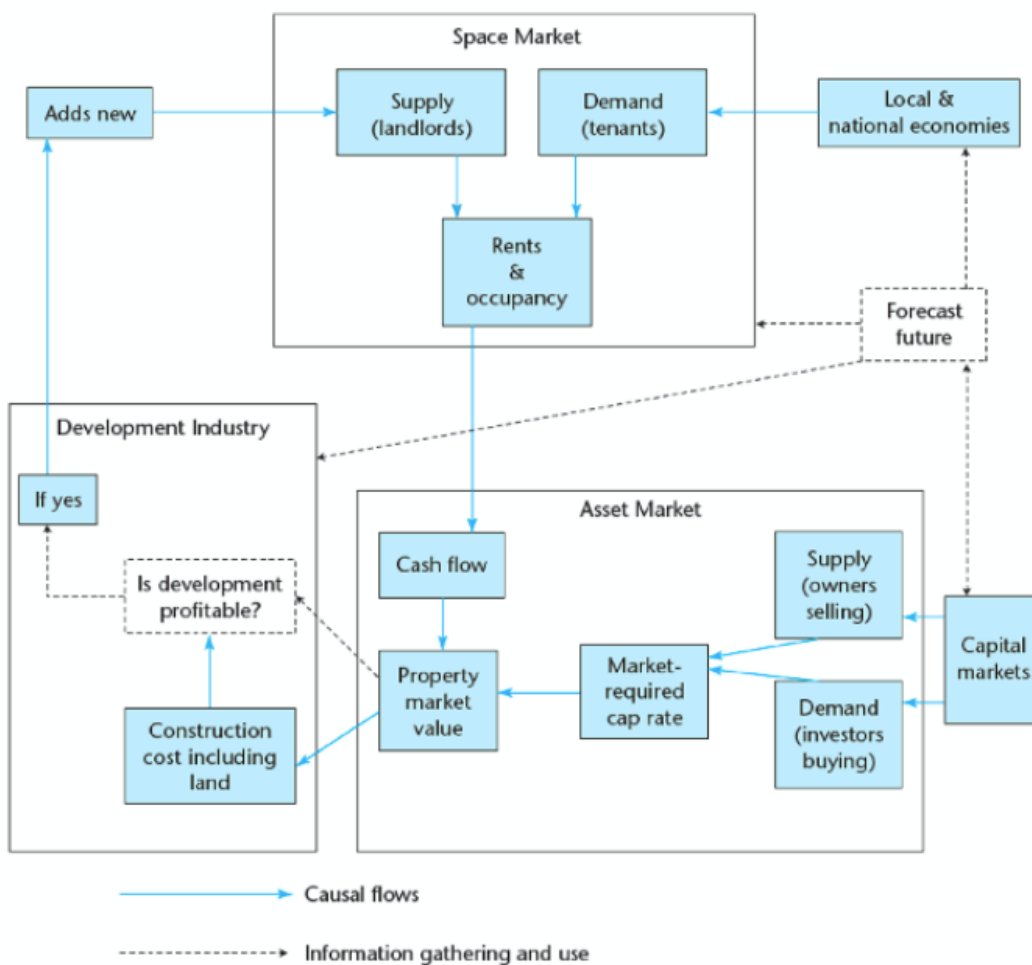 Space Market
Adds new
Supply
(landlords)
Demand
(tenants)
Local &
national economies
Rents
&
occupancy
Forecast
future
Development Industry
If yes
Is development
profitable?
Construction
cost including
land
Asset Market
Cash flow
Property
market
value
Market-
required
cap rate
Supply
(owners
selling)
Demand
(investors
buying)
Capital
markets
Causal flows
Information gathering and use